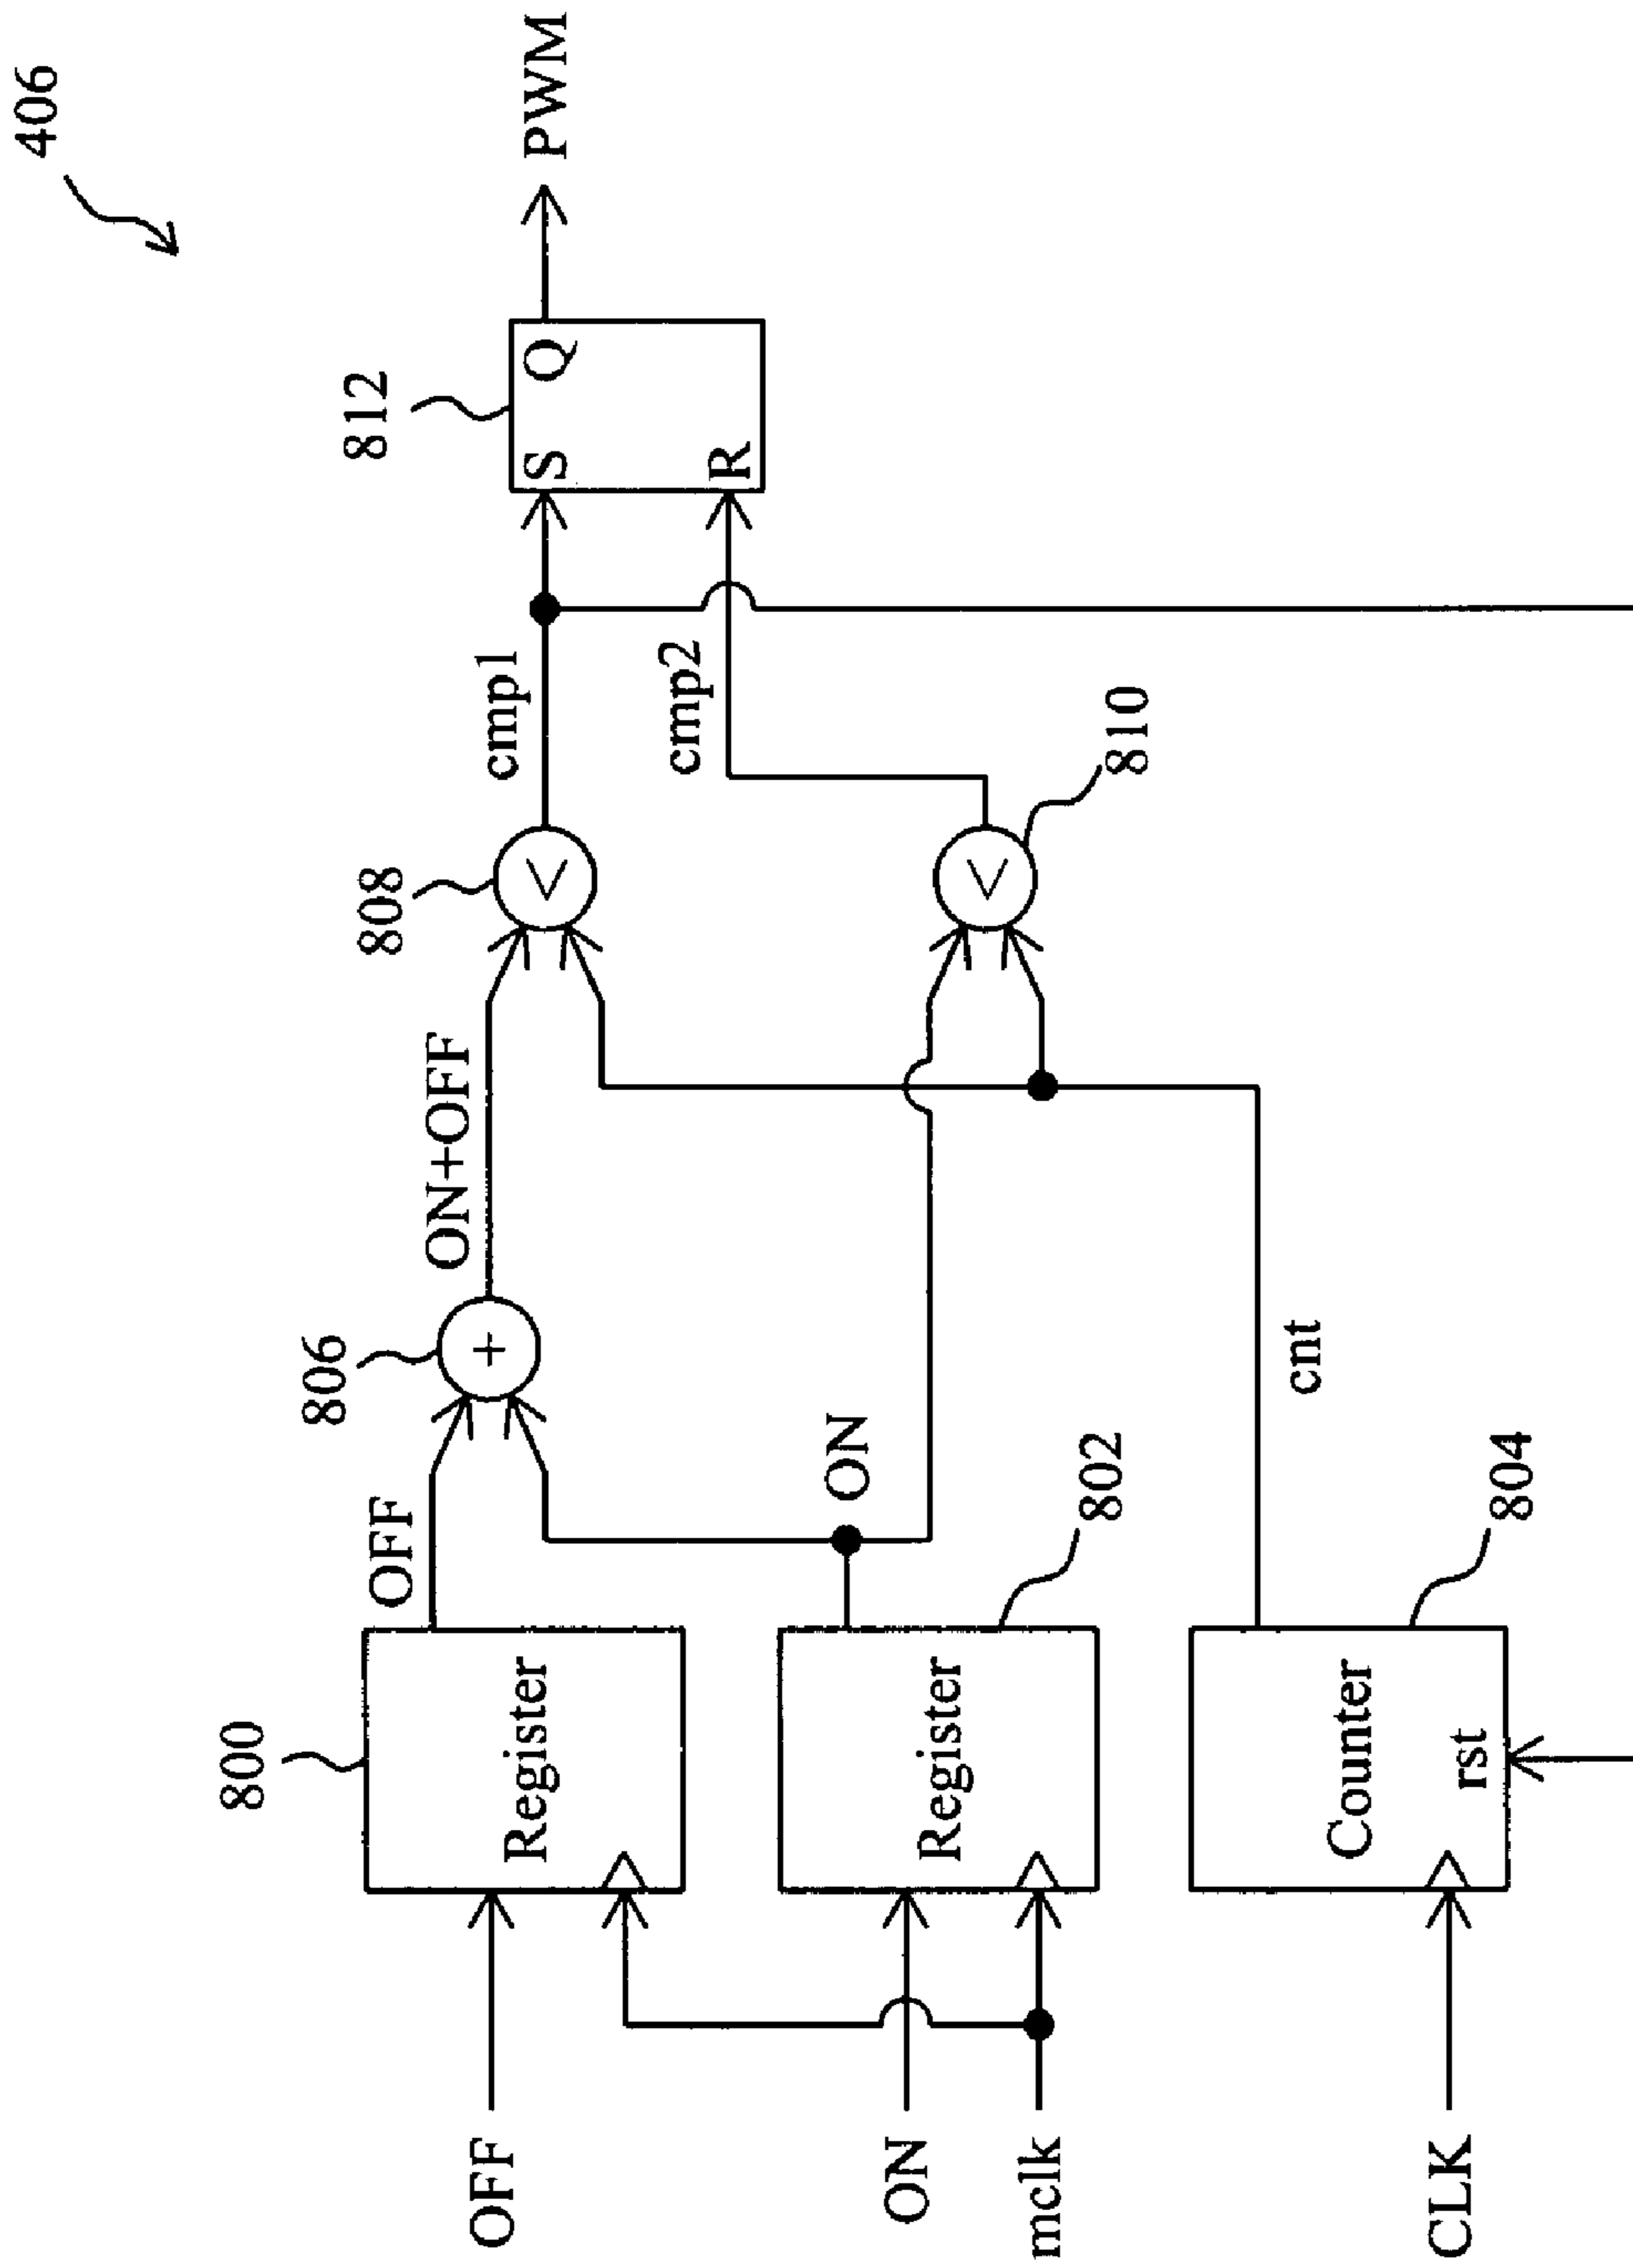 406
812
S
Q
PWM
R
808
cmp1
cmp2
<
<
810
806
ON+OFF
+
OFF
ON
cnt
800
Register
802
Register
804
Counter
rst
OFF
ON
mclk
CLK